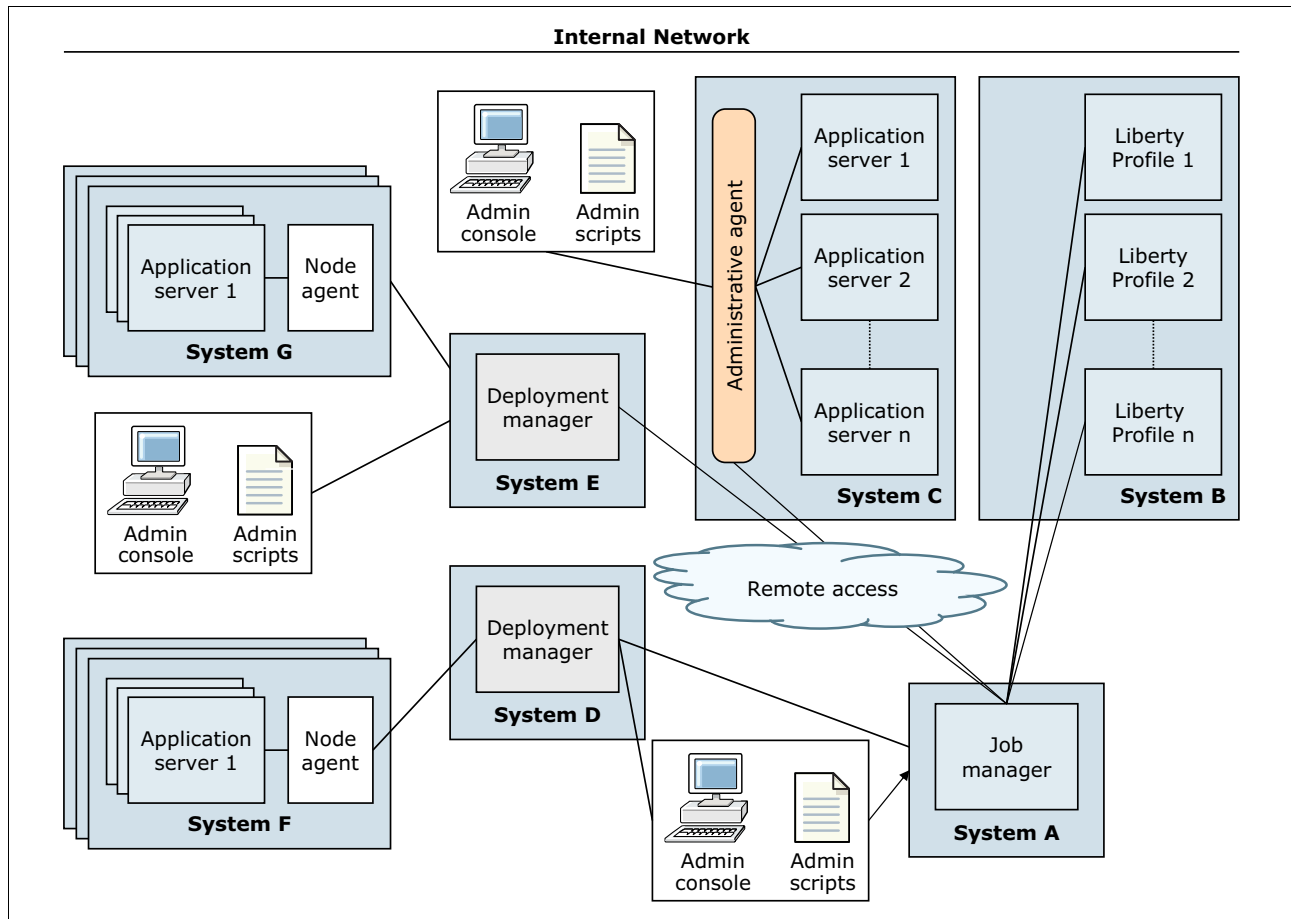 Internal Network
Admin
console
Admin
scripts
Administrative agent
Application
server 1
Application
server 2
Application
server n
System C
Liberty
Profile 1
Liberty
Profile 2
Liberty
Profile n
System B
Application
server 1
Node
agent
System G
Deployment
manager
System E
Admin
console
Admin
scripts
Remote access
Deployment
manager
System D
Application
server 1
Node
agent
System F
Admin
console
Admin
scripts
Job
manager
System A